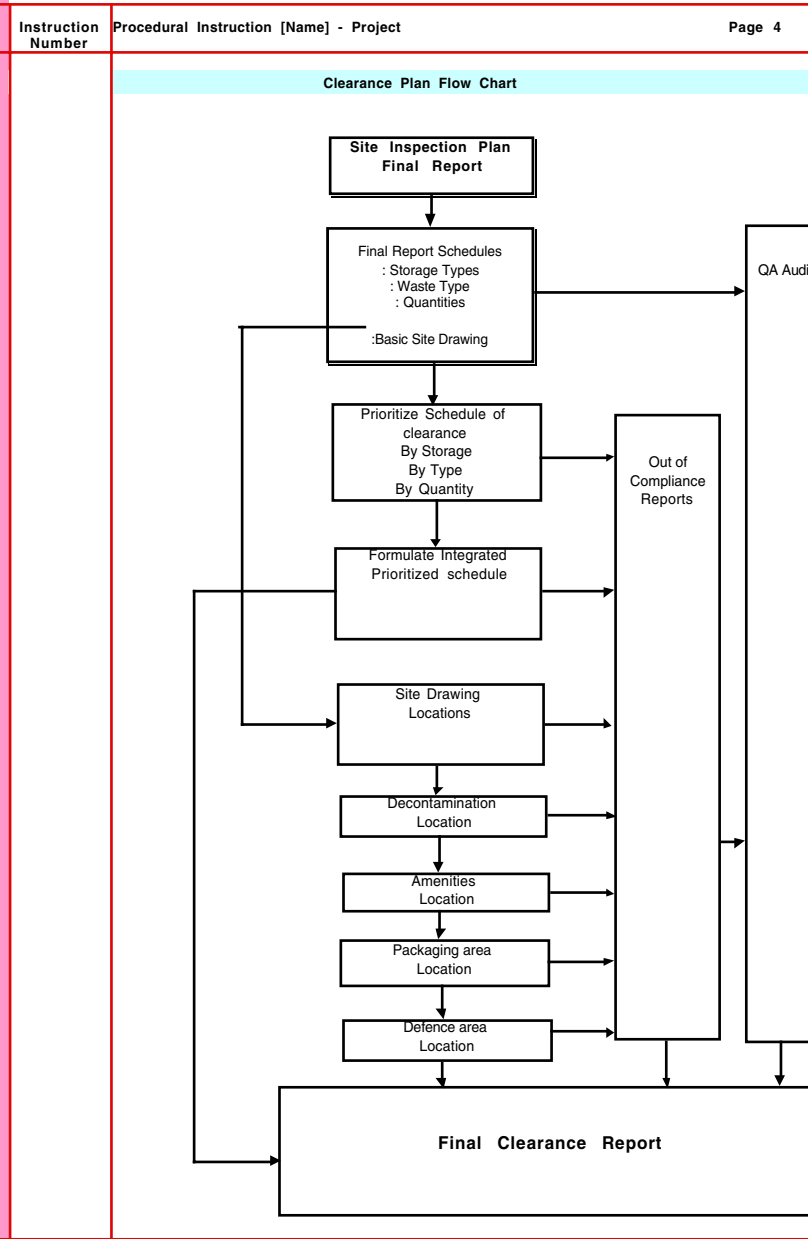 Instruction Number
Procedural Instruction [Name] - Project
Page 4
Clearance Plan Flow Chart
Site Inspection Plan
Final Report
Final Report Schedules
: Storage Types
: Waste Type
: Quantities
:Basic Site Drawing
QA Audi
Prioritize Schedule of
clearance
By Storage
By Type
By Quantity
Out of
Compliance
Reports
Formulate Integrated
Prioritized schedule
Site Drawing
Locations
Decontamination
Location
Amenities
Location
Packaging area
Location
Defence area
Location
Final Clearance Report